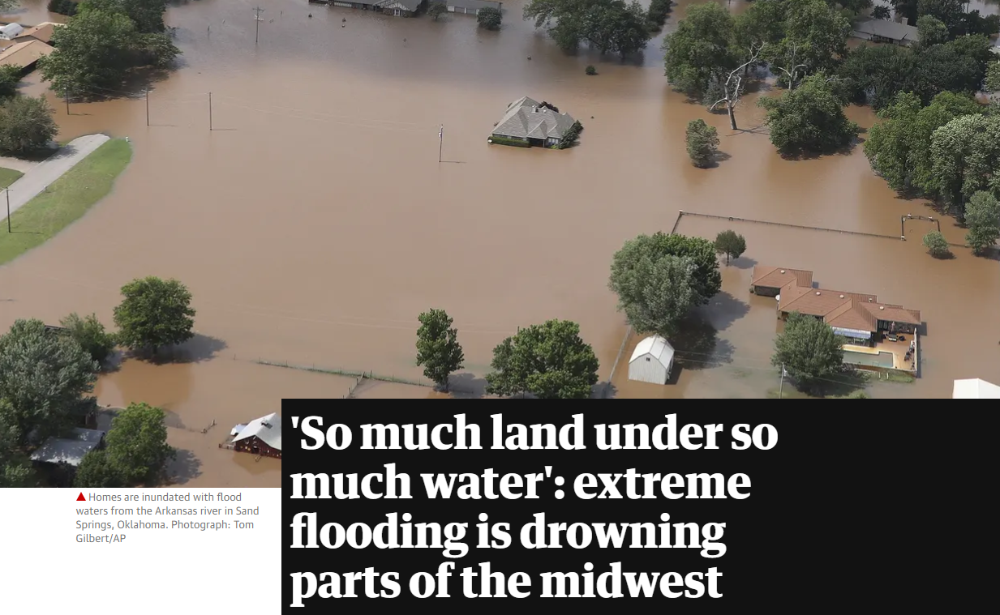 'So much land under so
much water': extreme
flooding is drowning
parts of the midwest
▲ Homes are inundated with flood
waters from the Arkansas river in Sand
Springs, Oklahoma. Photograph: Tom
Gilbert/AP